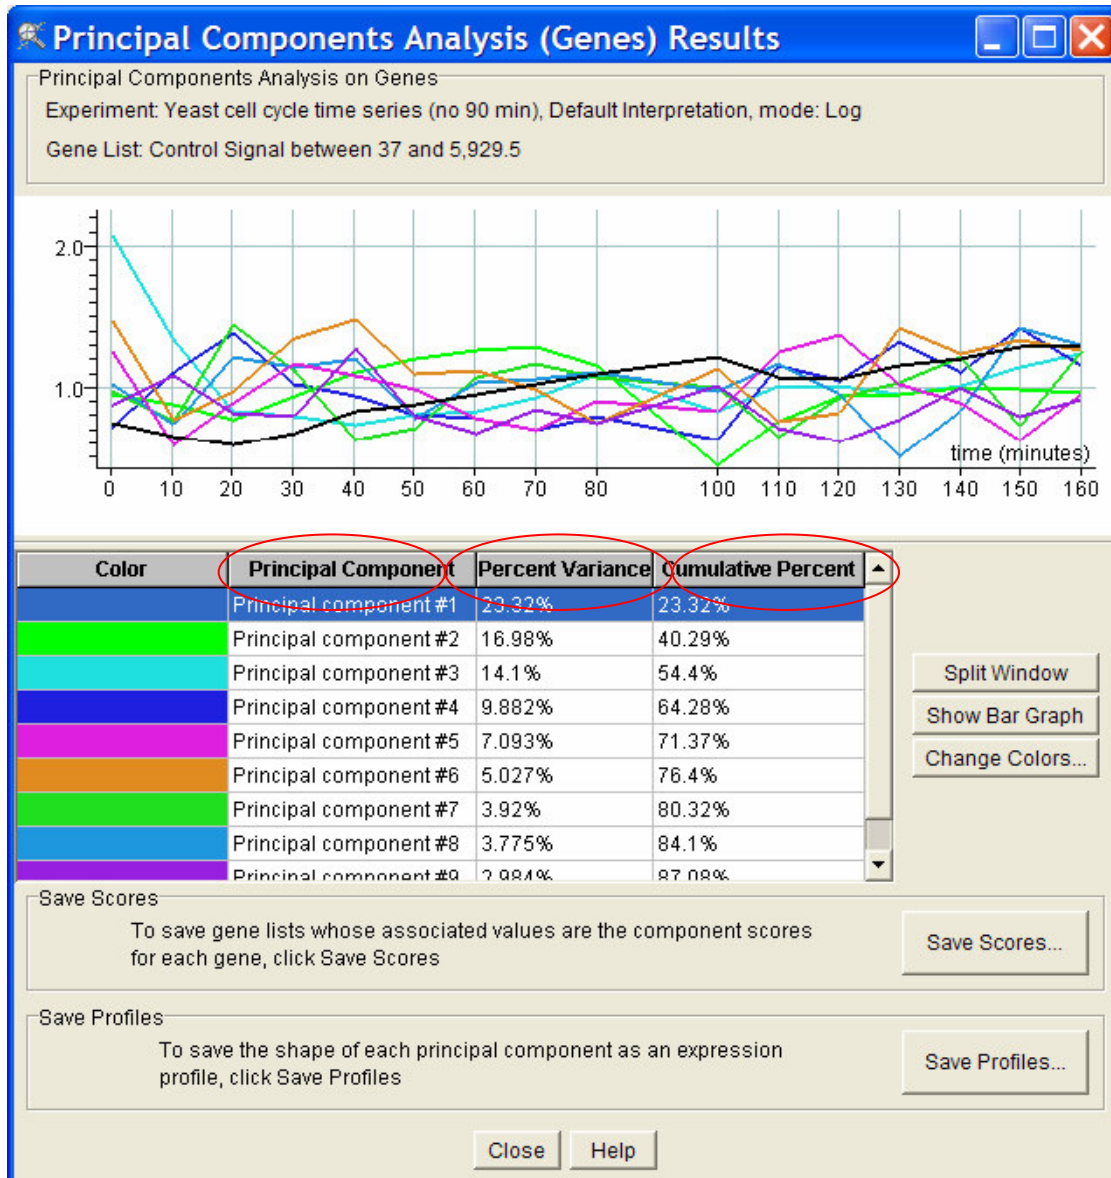 Principal Components Analysis (Genes) Results
Principal Components Analysis on Genes
Experiment: Yeast cell cycle time series (no 90 min), Default Interpretation, mode: Log
Gene List: Control Signal between 37 and 5,929.5
2.0
1.0
time (minutes)
0 10 20 30 40 50 60 70 80 100 110 120 130 140 150 160
Color Principal Component Percent Variance Cumulative Percent
Principal component #1 23.32% 23.32%
Principal component #2 16.98% 40.29%
Principal component #3 14.1% 54.4%
Principal component #4 9.882% 64.28%
Principal component #5 7.093% 71.37%
Principal component #6 5.027% 76.4%
Principal component #7 3.92% 80.32%
Principal component #8 3.775% 84.1%
Principal component #9 2.984% 87.08%
Split Window
Show Bar Graph
Change Colors...
Save Scores
To save gene lists whose associated values are the component scores
for each gene, click Save Scores
Save Scores...
Save Profiles
To save the shape of each principal component as an expression
profile, click Save Profiles
Save Profiles...
Close Help